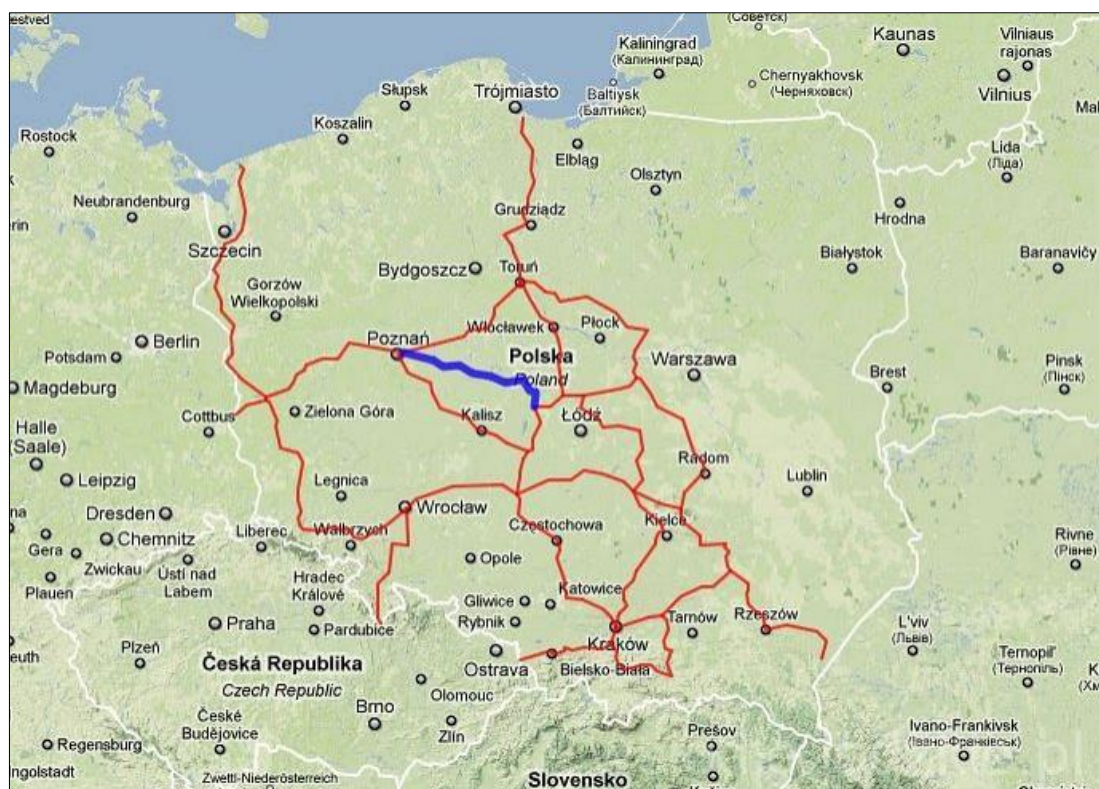 estved
(Советск)
Kaliningrad
(Калининград)
Kaunas
Vilniaus
rajonas
Chernyakhovsk
(Черняховск)
Baltiysk
(Балтийск)
Vilnius
Słupsk
Trójmiasto
Koszalin
Rostock
Elbląg
Lida
(Ліда)
Olsztyn
Neubrandenburg
Grudziądz
Hrodna
Szczecin
Białystok
Baranavičy
Bydgoszcz
Toruń
Gorzów
Wielkopolski
Włocławek
Płock
Berlin
Poznań
Potsdam
Polska
Poland
Warszawa
Brest
Pinsk
(Пінск)
Magdeburg
Cottbus
Zielona Góra
Kalisz
Łódź
Halle
(Saale)
Radom
Lublin
Leipzig
Legnica
Wrocław
Dresden
Częstochowa
Kielce
Rivne
(Рівне)
Chemnitz
Liberec
Wałbrzych
Gera
Zwickau
Opole
Plauen
Ústí nad
Labem
Hradec
Králové
Katowice
Gliwice
Rybnik
Tarnów
Rzeszów
L'viv
(Львів)
Praha
Pardubice
Kraków
Plzeň
Česká Republika
Czech Republic
Ostrava
Bielsko-Biała
Ternopil'
(Тернопіль)
Olomouc
Brno
České
Budějovice
Zlín
Prešov
Ivano-Frankivsk
(Івано-Франківськ)
Regensburg
ngolstadt
Zwettl-Niederösterreich
Slovensko